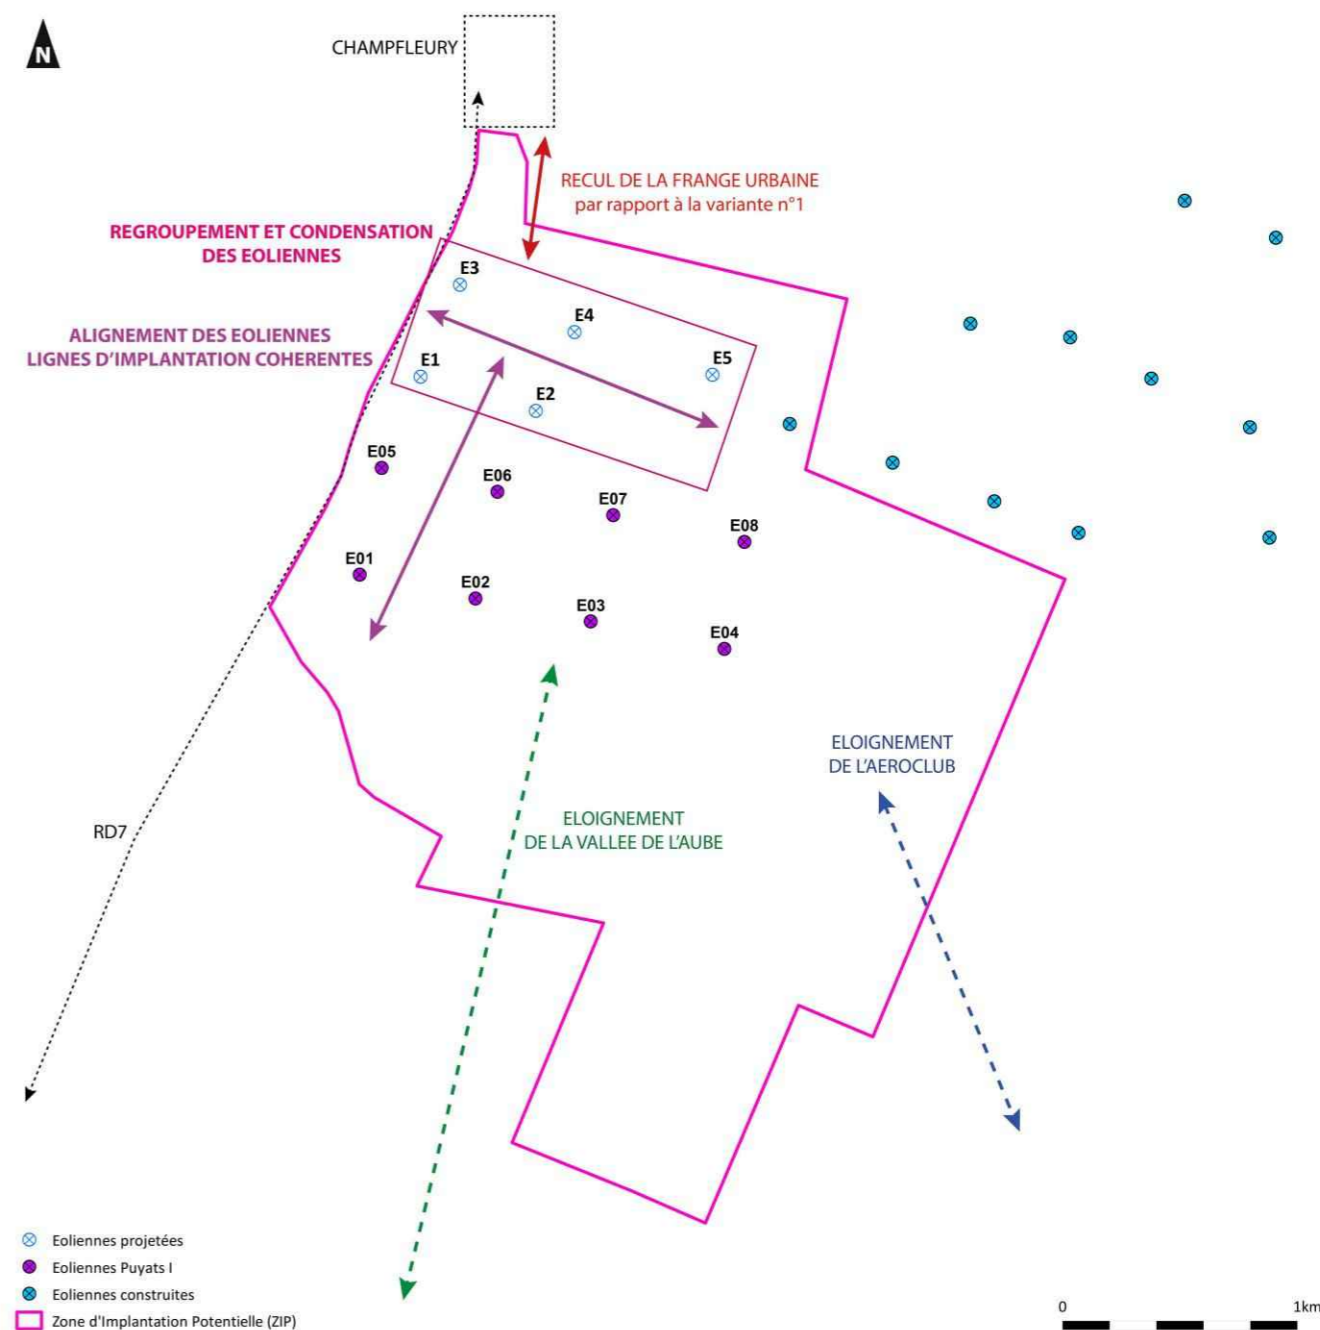 N
CHAMPFLEURY
RECUL DE LA FRANGE URBAINE
par rapport à la variante n°1
REGROUPEMENT ET CONDENSATION
DES EOLIENNES
E3
E4
ALIGNEMENT DES EOLIENNES
LIGNES D'IMPLANTATION COHERENTES
E1
E5
E2
E05
E06
E07
E08
E01
E02
E03
E04
ELOIGNEMENT
DE L'AEROCLUB
RD7
ELOIGNEMENT
DE LA VALLEE DE L'AUBE
Eoliennes projetées
Eoliennes Puyats I
Eoliennes construites
Zone d'Implantation Potentielle (ZIP)
0 1km